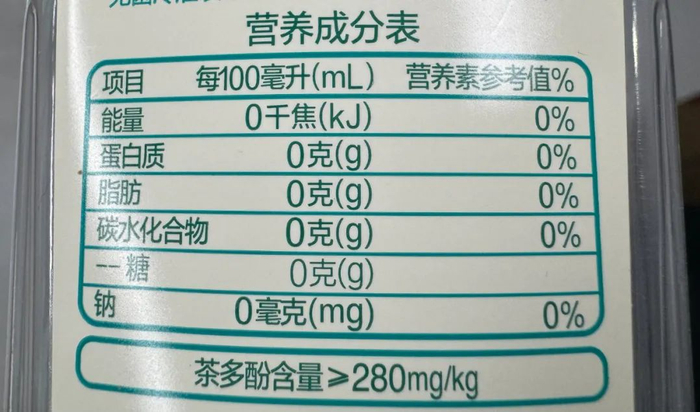 营养成分表
项目 每100毫升(mL) 营养素参考值%
能量 0千焦(kJ) 0%
蛋白质 0克(g) 0%
脂肪 0克(g) 0%
碳水化合物 0克(g) 0%
--糖 0克(g)
钠 0毫克(mg) 0%
茶多酚含量≥280mg/kg